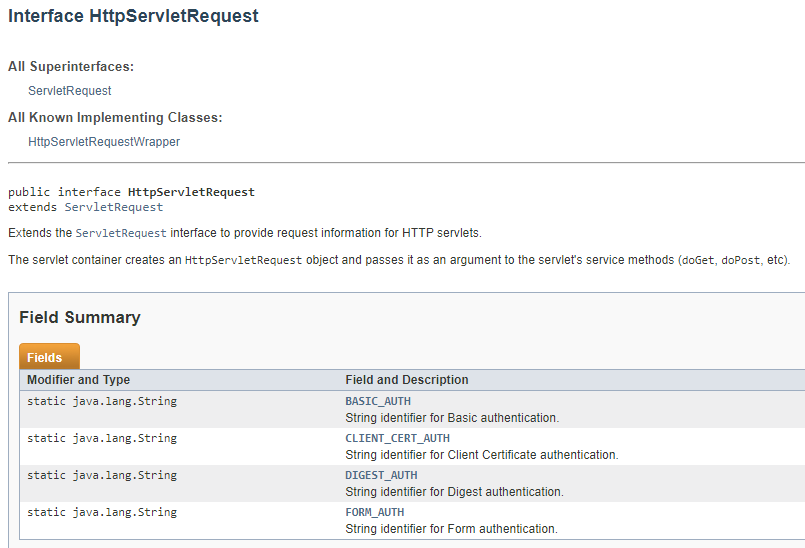 Interface HttpServletRequest
All Superinterfaces:
ServletRequest
All Known Implementing Classes:
HttpServletRequestWrapper
public interface HttpServletRequest
extends ServletRequest
Extends the ServletRequest interface to provide request information for HTTP servlets.
The servlet container creates an HttpServletRequest object and passes it as an argument to the servlet's service methods (doGet, doPost, etc).
Field Summary
Fields
Modifier and Type Field and Description
static java.lang.String BASIC_AUTH
String identifier for Basic authentication.
static java.lang.String CLIENT_CERT_AUTH
String identifier for Client Certificate authentication.
static java.lang.String DIGEST_AUTH
String identifier for Digest authentication.
static java.lang.String FORM_AUTH
String identifier for Form authentication.